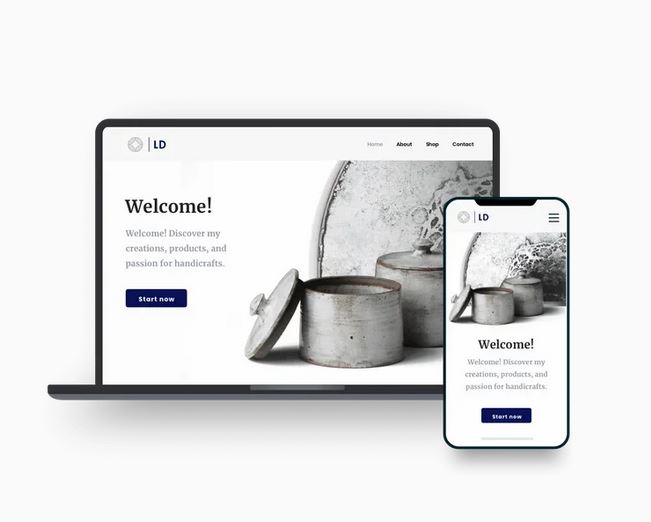 LD
Home About Shop Contact
Welcome!
Welcome! Discover my
creations, products, and
passion for handicrafts.
Start now
LD
Welcome!
Welcome! Discover my
creations, products, and
passion for handicrafts.
Start now